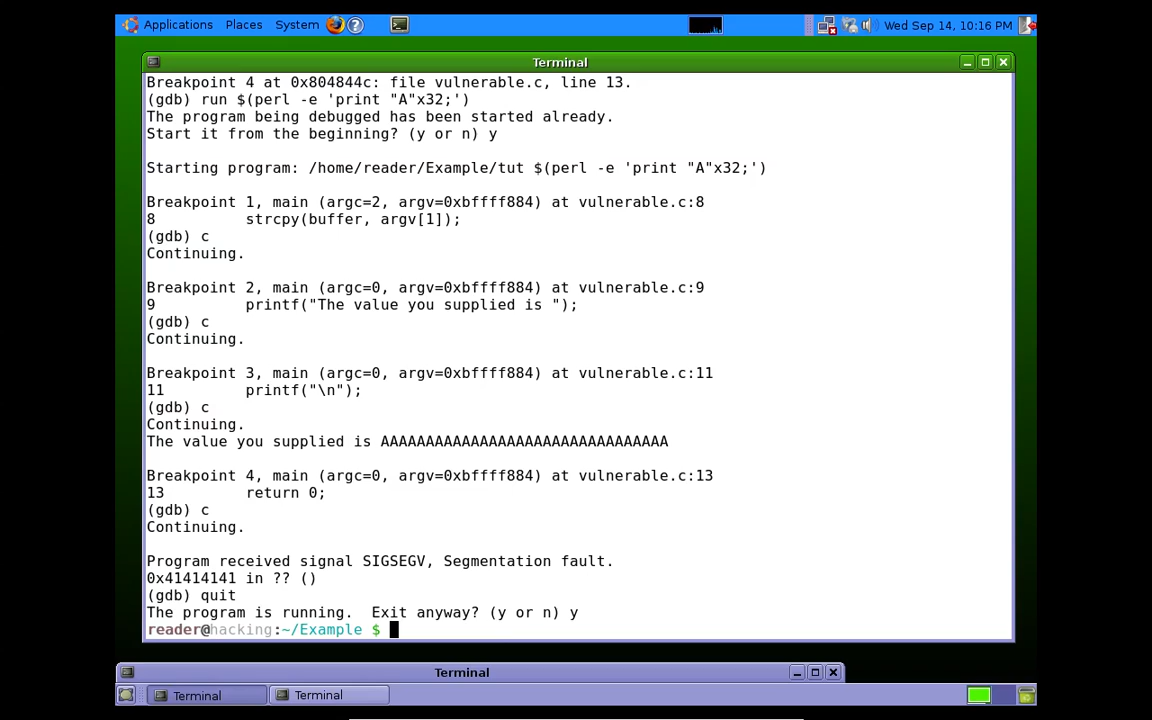 Applications Places System Wed Sep 14, 10:16 PM
Terminal
Breakpoint 4 at 0x804844c: file vulnerable.c, line 13.
(gdb) run $(perl -e 'print "A"x32;')
The program being debugged has been started already.
Start it from the beginning? (y or n) y
Starting program: /home/reader/Example/tut $(perl -e 'print "A"x32;')
Breakpoint 1, main (argc=2, argv=0xbffff884) at vulnerable.c:8
8 strcpy(buffer, argv[1]);
(gdb) c
Continuing.
Breakpoint 2, main (argc=0, argv=0xbffff884) at vulnerable.c:9
9 printf("The value you supplied is ");
(gdb) c
Continuing.
Breakpoint 3, main (argc=0, argv=0xbffff884) at vulnerable.c:11
11 printf("\n");
(gdb) c
Continuing.
The value you supplied is AAAAAAAAAAAAAAAAAAAAAAAAAAAAAAAA
Breakpoint 4, main (argc=0, argv=0xbffff884) at vulnerable.c:13
13 return 0;
(gdb) c
Continuing.
Program received signal SIGSEGV, Segmentation fault.
0x41414141 in ?? ()
(gdb) quit
The program is running.  Exit anyway? (y or n) y
reader@hacking:~/Example $
Terminal
Terminal Terminal